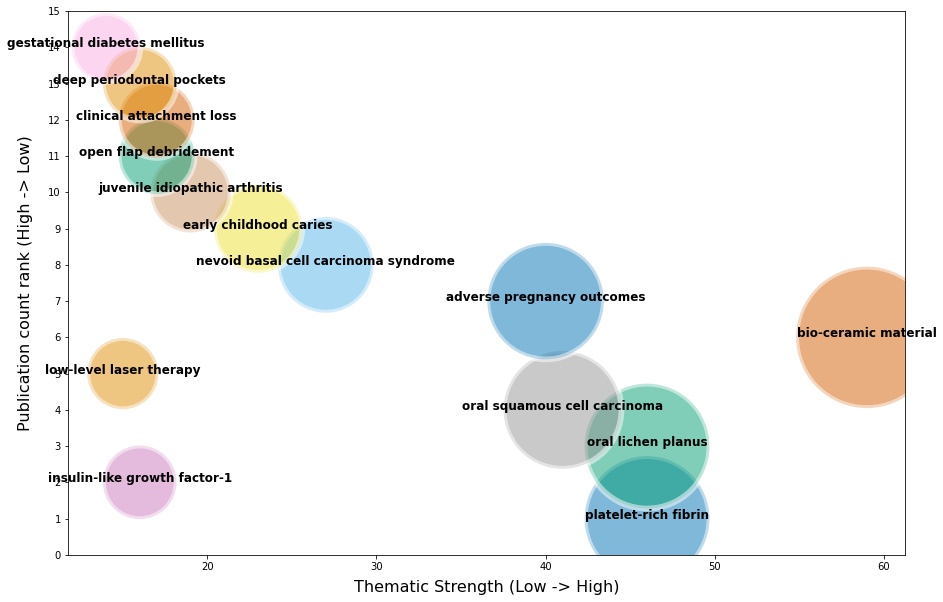 15
14
13
12
11
10
9
8
7
6
5
4
3
2
1
0
Publication count rank (High -> Low)
gestational diabetes mellitus
deep periodontal pockets
clinical attachment loss
open flap debridement
juvenile idiopathic arthritis
early childhood caries
nevoid basal cell carcinoma syndrome
adverse pregnancy outcomes
bio-ceramic material
low-level laser therapy
oral squamous cell carcinoma
oral lichen planus
insulin-like growth factor-1
platelet-rich fibrin
20 30 40 50 60
Thematic Strength (Low -> High)